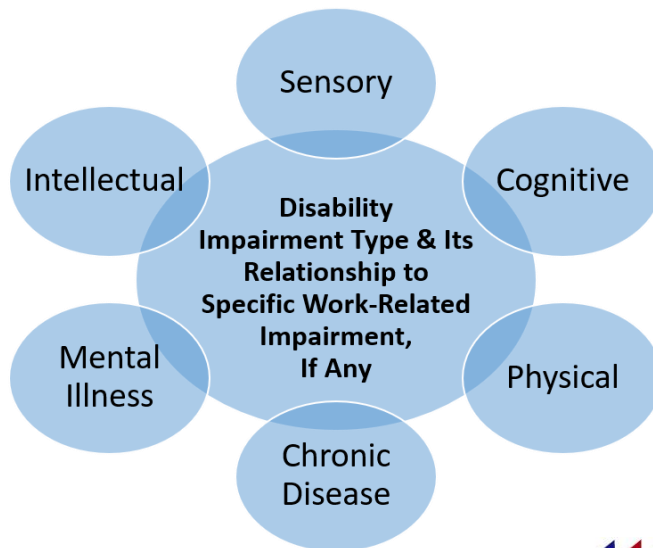 Sensory
Intellectual
Cognitive
Disability
Impairment Type & Its
Relationship to
Specific Work-Related
Impairment,
If Any
Mental
Illness
Physical
Chronic
Disease